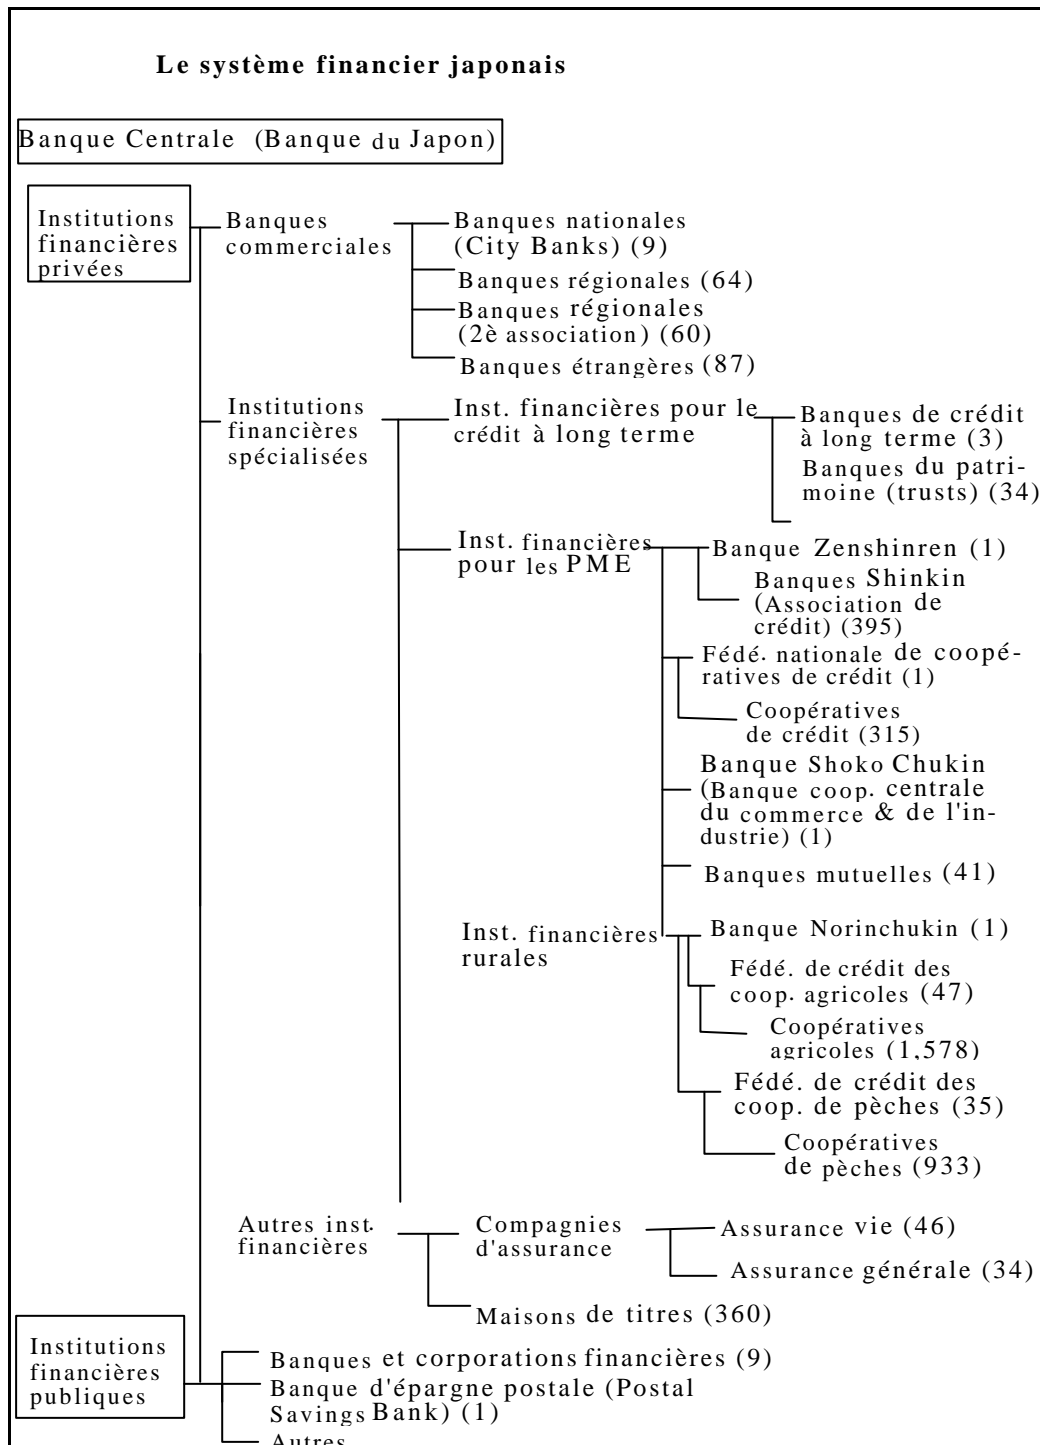 Le système financier japonais
Banque Centrale (Banque du Japon)
Institutions
financières
privées
Banques
commerciales
Banques nationales
(City Banks) (9)
Banques régionales (64)
Banques régionales
(2è association) (60)
Banques étrangères (87)
Institutions
financières
spécialisées
Inst. financières pour le
crédit à long terme
Banques de crédit
à long terme (3)
Banques du patri-
moine (trusts) (34)
Inst. financières
pour les PME
Banque Zenshinren (1)
Banques Shinkin
(Association de
crédit) (395)
Fédé. nationale de coopé-
ratives de crédit (1)
Coopératives
de crédit (315)
Banque Shoko Chukin
(Banque coop. centrale
du commerce & de l'in-
dustrie) (1)
Banques mutuelles (41)
Inst. financières
rurales
Banque Norinchukin (1)
Fédé. de crédit des
coop. agricoles (47)
Coopératives
agricoles (1,578)
Fédé. de crédit des
coop. de pèches (35)
Coopératives
de pèches (933)
Autres inst.
financières
Compagnies
d'assurance
Assurance vie (46)
Assurance générale (34)
Maisons de titres (360)
Institutions
financières
publiques
Banques et corporations financières (9)
Banque d'épargne postale (Postal
Savings Bank) (1)
Autres